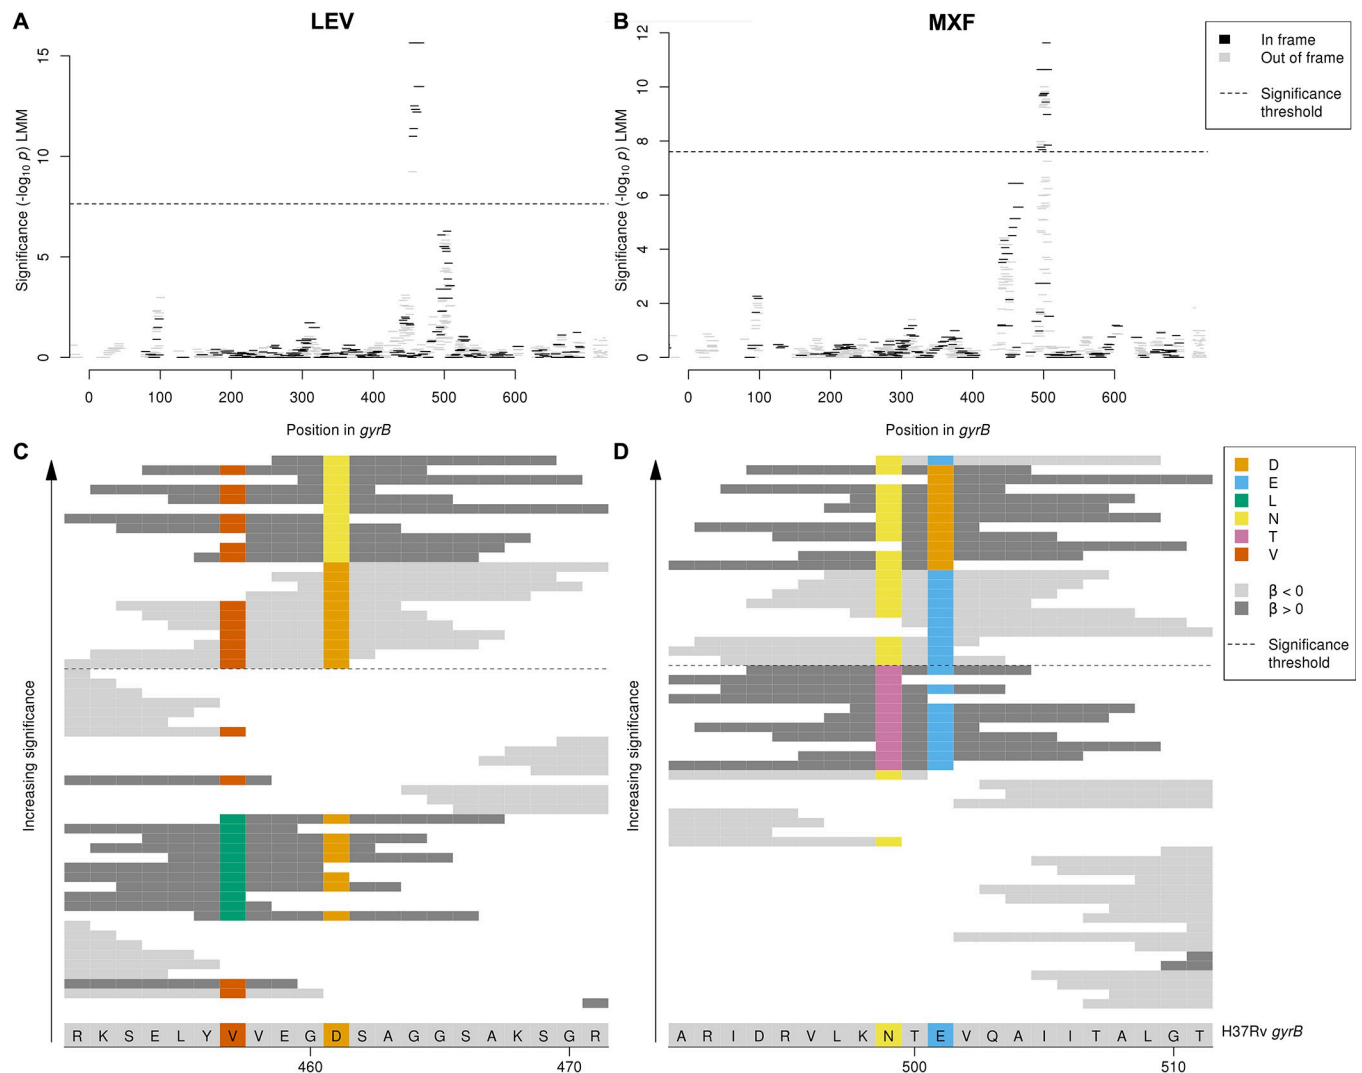 A
LEV
Significance (-log10 p) LMM
15
10
5
0
0 100 200 300 400 500 600
Position in gyrB
B
MXF
Significance (-log10 p) LMM
12
10
8
6
4
2
0
0 100 200 300 400 500 600
Position in gyrB
In frame
Out of frame
Significance
threshold
C
Increasing significance
R K S E L Y V V E G D S A G G S A K S G R
460 470
D
Increasing significance
A R I D R V L K N T E V Q A I I T A L G T
500 510
H37Rv gyrB
D
E
L
N
T
V
β < 0
β > 0
Significance
threshold